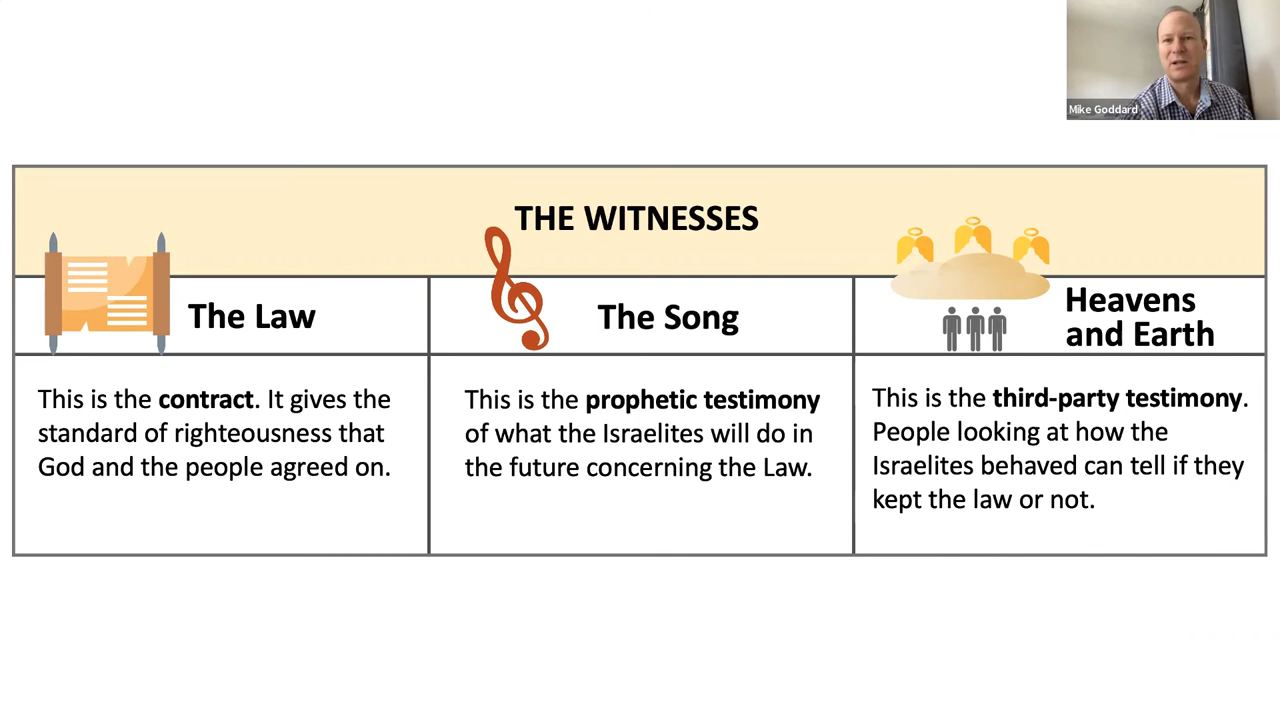 Mike Goddard
THE WITNESSES
The Law
The Song
Heavens
and Earth
This is the contract. It gives the
standard of righteousness that
God and the people agreed on.
This is the prophetic testimony
of what the Israelites will do in
the future concerning the Law.
This is the third-party testimony.
People looking at how the
Israelites behaved can tell if they
kept the law or not.